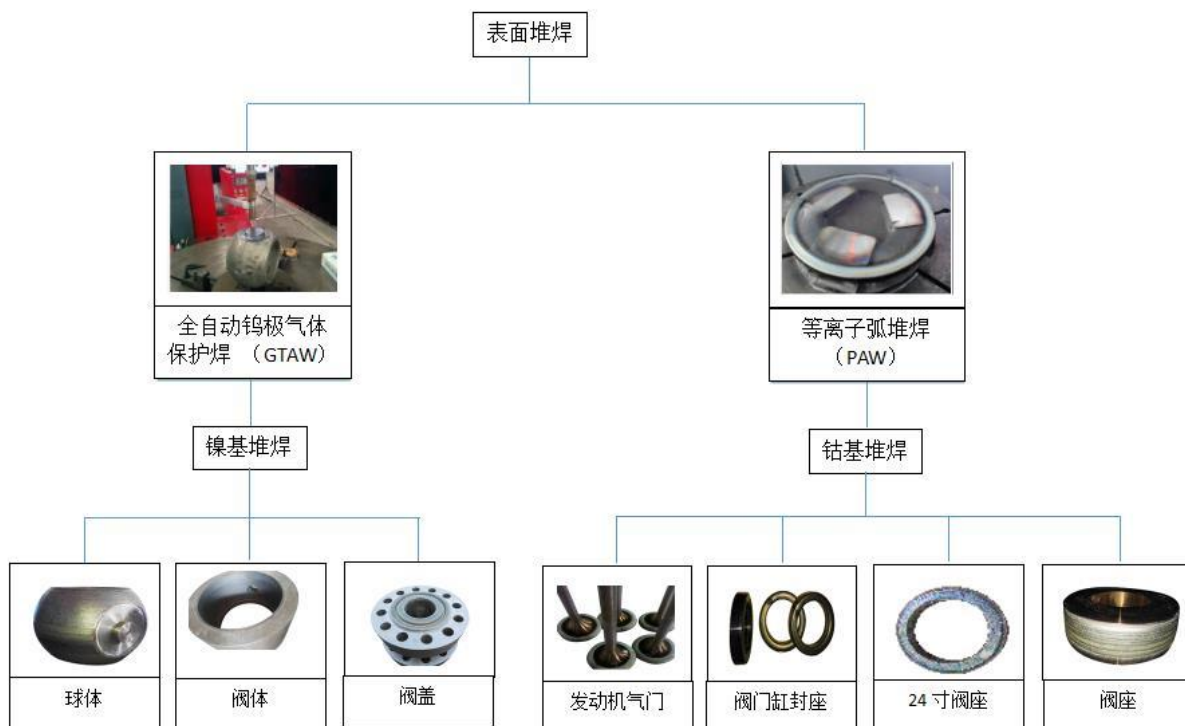 表面堆焊
全自动钨极气体
保护焊 （GTAW）
等离子弧堆焊
（PAW）
镍基堆焊
钴基堆焊
球体
阀体
阀盖
发动机气门
阀门缸封座
24 寸阀座
阀座